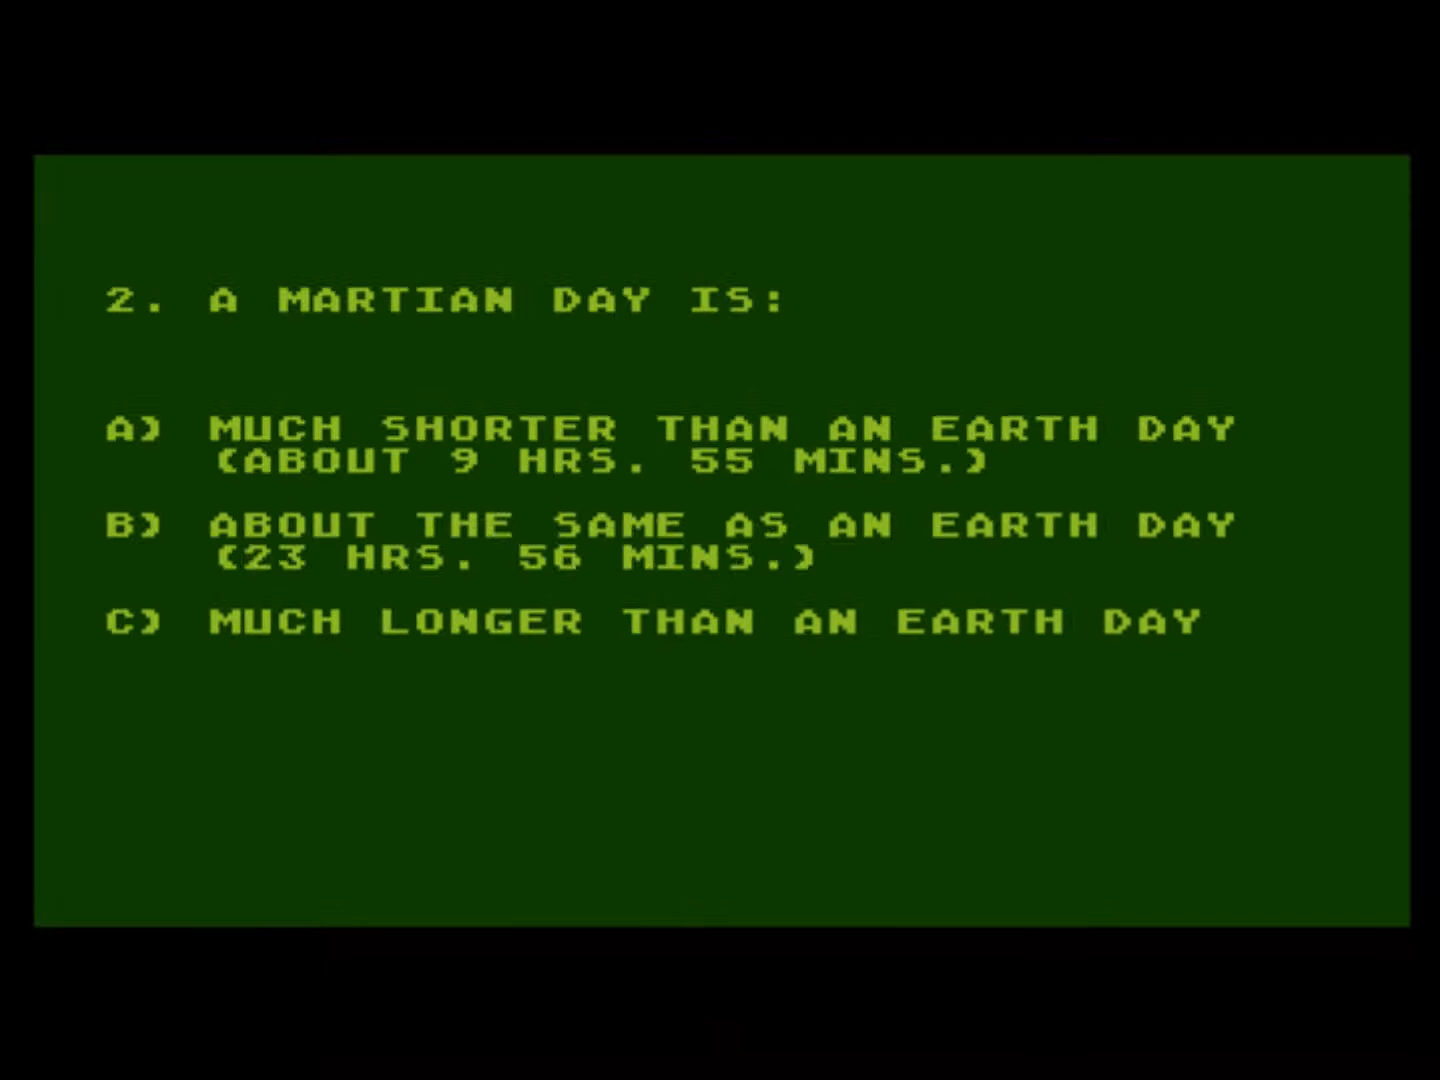 2. A MARTIAN DAY IS:
A) MUCH SHORTER THAN AN EARTH DAY
(ABOUT 9 HRS. 55 MINS.)
B) ABOUT THE SAME AS AN EARTH DAY
(23 HRS. 56 MINS.)
C) MUCH LONGER THAN AN EARTH DAY